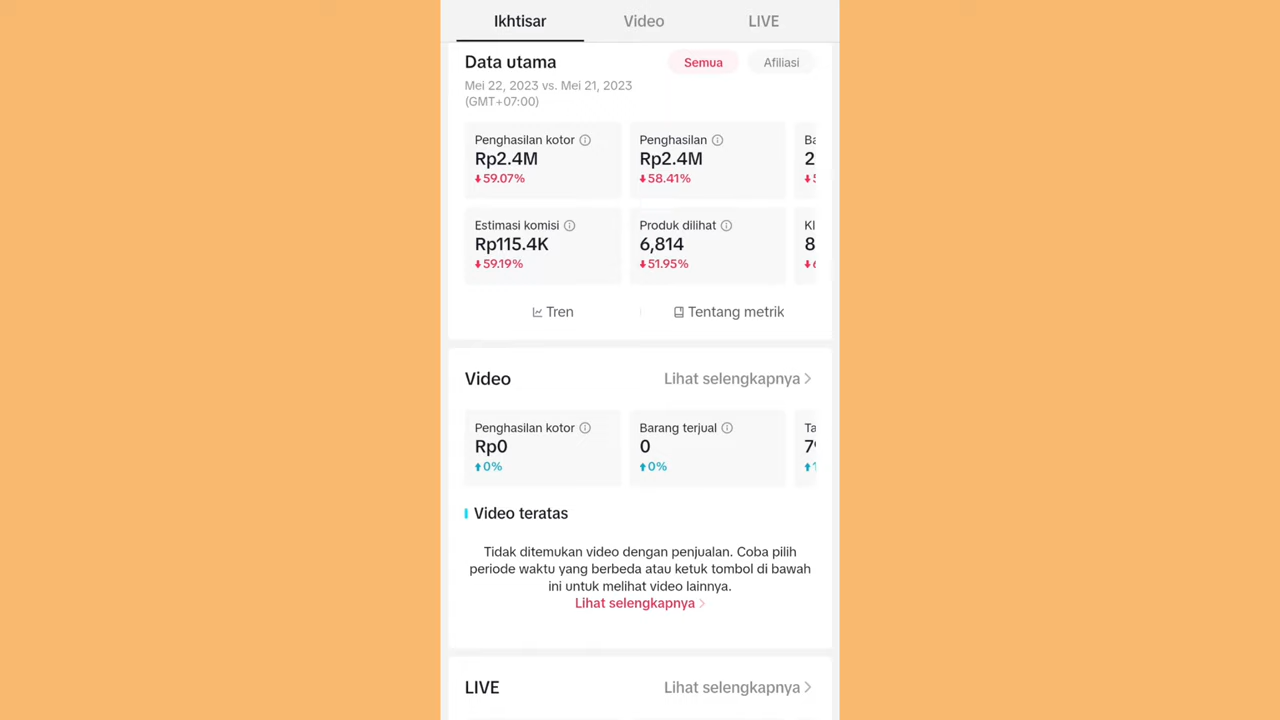 Ikhtisar Video LIVE
Data utama Semua Afiliasi
Mei 22, 2023 vs. Mei 21, 2023
(GMT+07:00)
Penghasilan kotor Penghasilan
Rp2.4M Rp2.4M
59.07% 58.41%
Estimasi komisi Produk dilihat
Rp115.4K 6,814
59.19% 51.95%
Tren Tentang metrik
Video Lihat selengkapnya
Penghasilan kotor Barang terjual
Rp0 0
0% 0%
Video teratas
Tidak ditemukan video dengan penjualan. Coba pilih
periode waktu yang berbeda atau ketuk tombol di bawah
ini untuk melihat video lainnya.
Lihat selengkapnya
LIVE Lihat selengkapnya